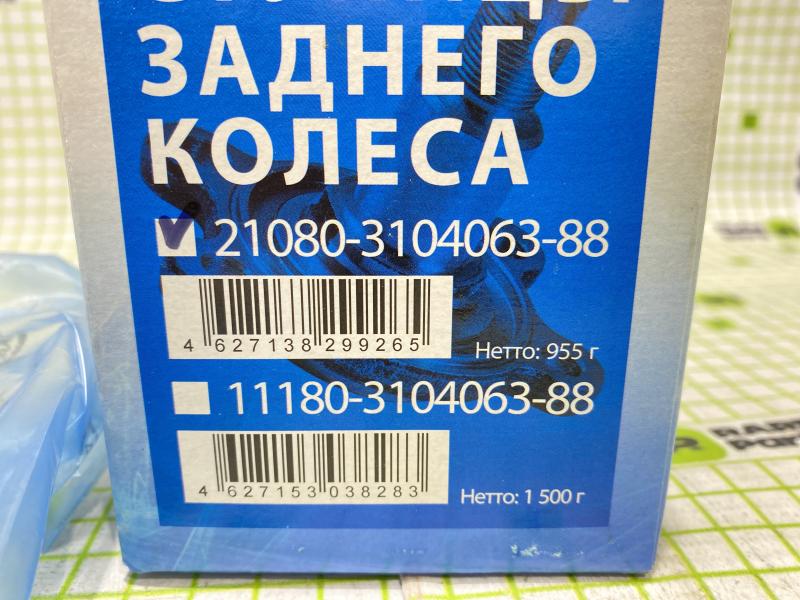 ЗАДНЕГО
КОЛЕСА
21080-3104063-88
4 627138 299265
Нетто: 955 г
11180-3104063-88
4 627153 038283
Нетто: 1 500 г